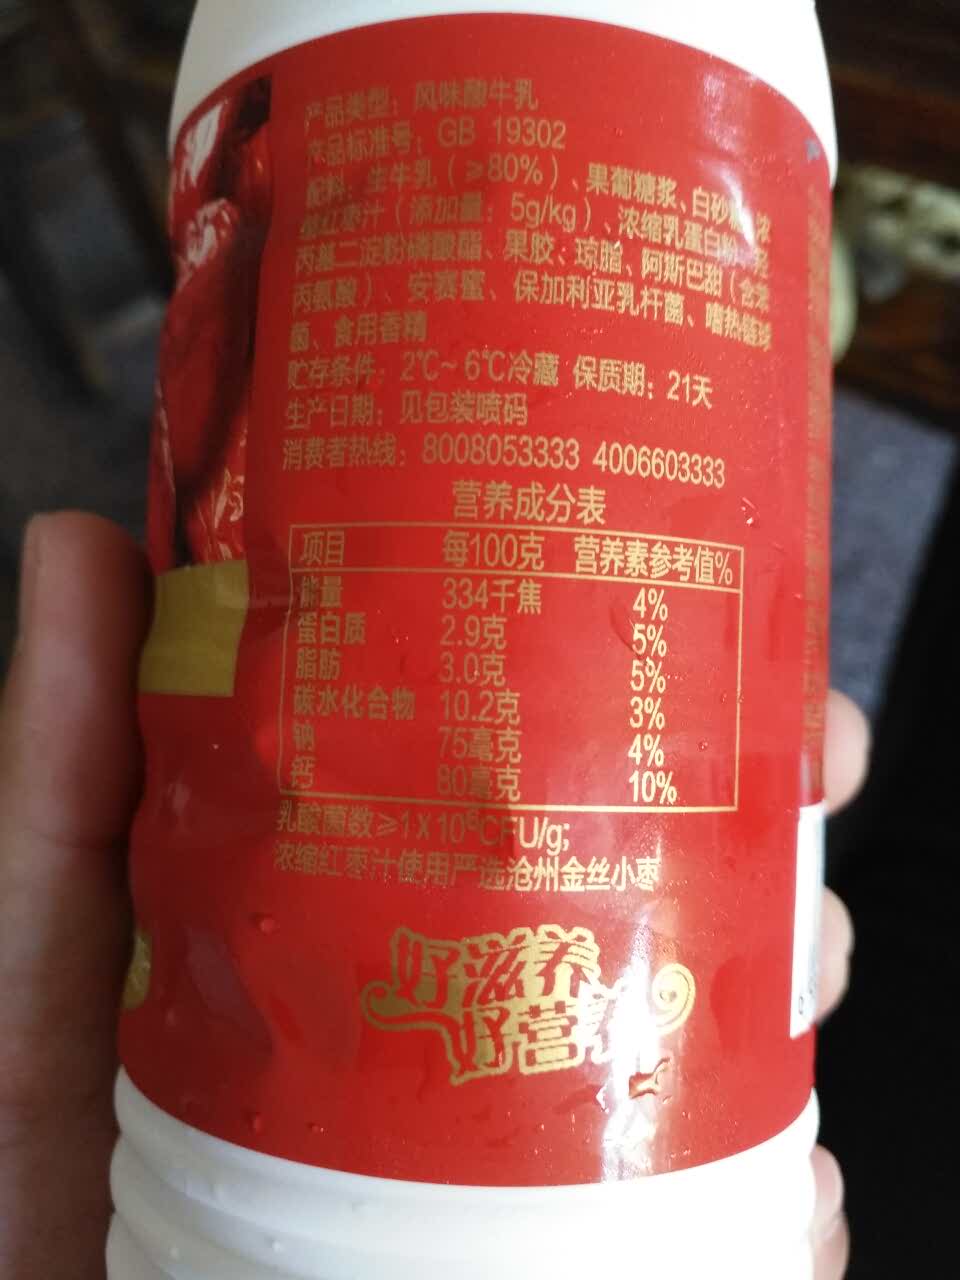 产品类型：风味酸牛乳
产品标准号：GB 19302
配料：生牛乳（≥80%）、果葡糖浆、白砂糖、浓
缩红枣汁（添加量：5g/kg）、浓缩乳蛋白粉、羟
丙基二淀粉磷酸酯、果胶、琼脂、阿斯巴甜（含苯
丙氨酸）、安赛蜜、保加利亚乳杆菌、嗜热链球
菌、食用香精
贮存条件：2℃~6℃冷藏 保质期：21天
生产日期：见包装喷码
消费者热线：8008053333 4006603333
营养成分表
项目 每100克 营养素参考值%
能量 334千焦 4%
蛋白质 2.9克 5%
脂肪 3.0克 5%
碳水化合物 10.2克 3%
钠 75毫克 4%
钙 80毫克 10%
乳酸菌数≥1X10⁶CFU/g;
浓缩红枣汁使用严选沧州金丝小枣
好滋养
好营